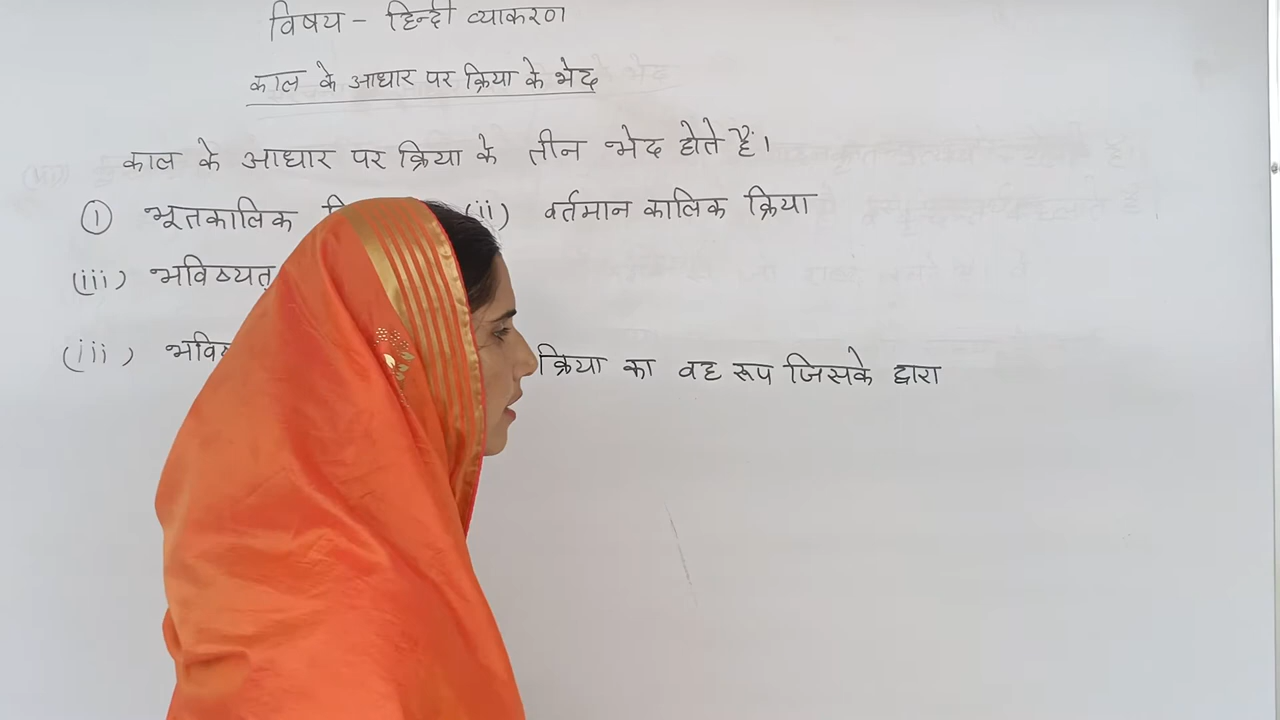 विषय - हिन्दी व्याकरण
काल के आधार पर क्रिया के भेद
काल के आधार पर क्रिया के तीन भेद होते हैं।
① भूतकालिक (ii) वर्तमान कालिक क्रिया
(iii) भविष्यत्
(iii) क्रिया का वह रूप जिसके द्वारा